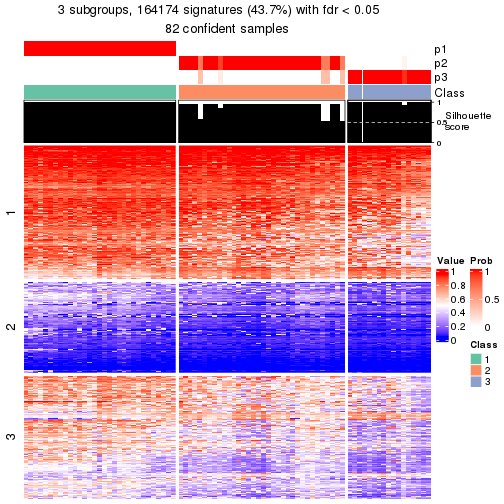 3 subgroups, 164174 signatures (43.7%) with fdr < 0.05
82 confident samples
p1
p2
p3
Class
1
0.5
0
Silhouette
score
1
2
3
Value
1
0.8
0.6
0.4
0.2
0
Prob
1
0.5
0
Class
1
2
3